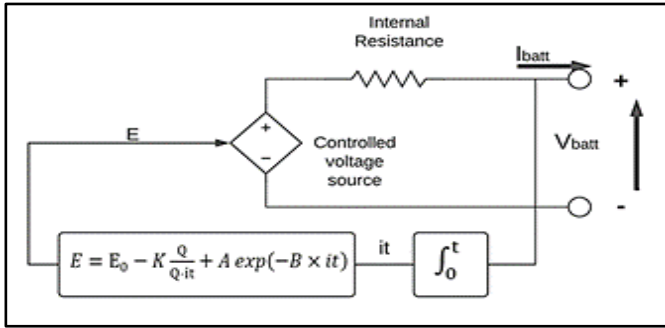 Internal
Resistance
Ibatt
+
E
+
−
Controlled
voltage
source
Vbatt
-
E = E₀ − K Q/Q·it + A exp(−B × it)
it
∫₀ᵗ